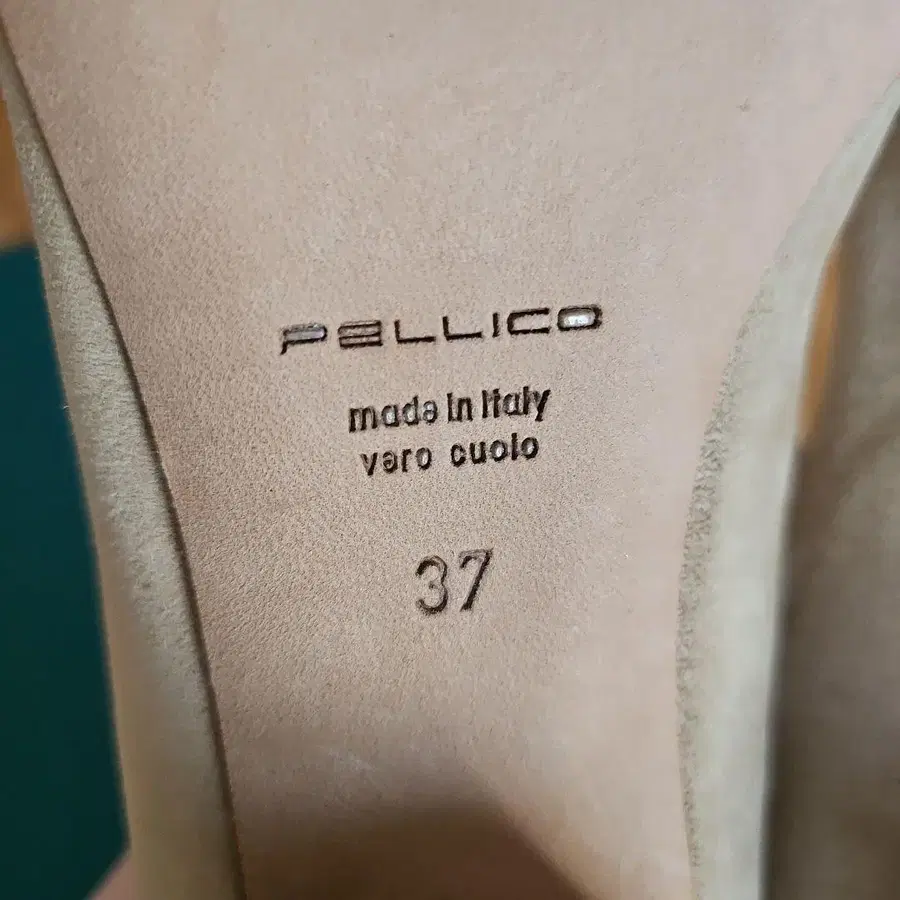 PELLICO
made in Italy
vero cuoio
37